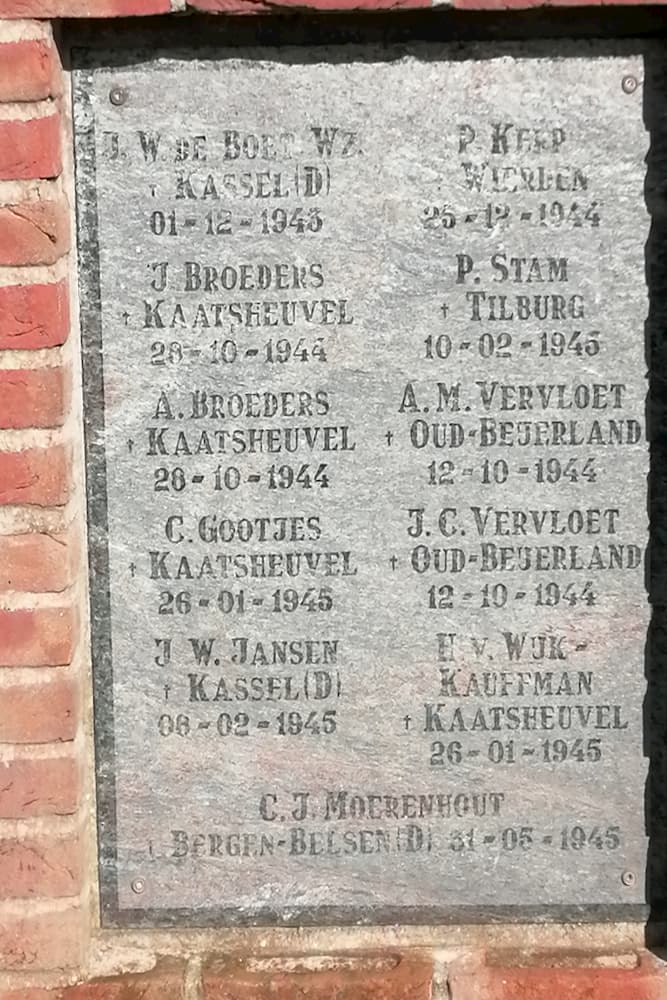 J. W. DE BOET WZ.
† KASSEL (D)
01-12-1943
J BROEDERS
† KAATSHEUVEL
28-10-1944
A. BROEDERS
† KAATSHEUVEL
28-10-1944
C. GOOTJES
† KAATSHEUVEL
26-01-1945
J W. JANSEN
† KASSEL (D)
06-02-1945
P. KERP
† WIERDEN
25-12-1944
P. STAM
† TILBURG
10-02-1945
A. M. VERVLOET
† OUD-BEIJERLAND
12-10-1944
J. C. VERVLOET
† OUD-BEIJERLAND
12-10-1944
H V. WIJK-
KAUFFMAN
† KAATSHEUVEL
26-01-1945
C. J. MOERENHOUT
† BERGEN-BELSEN (D) 31-05-1945